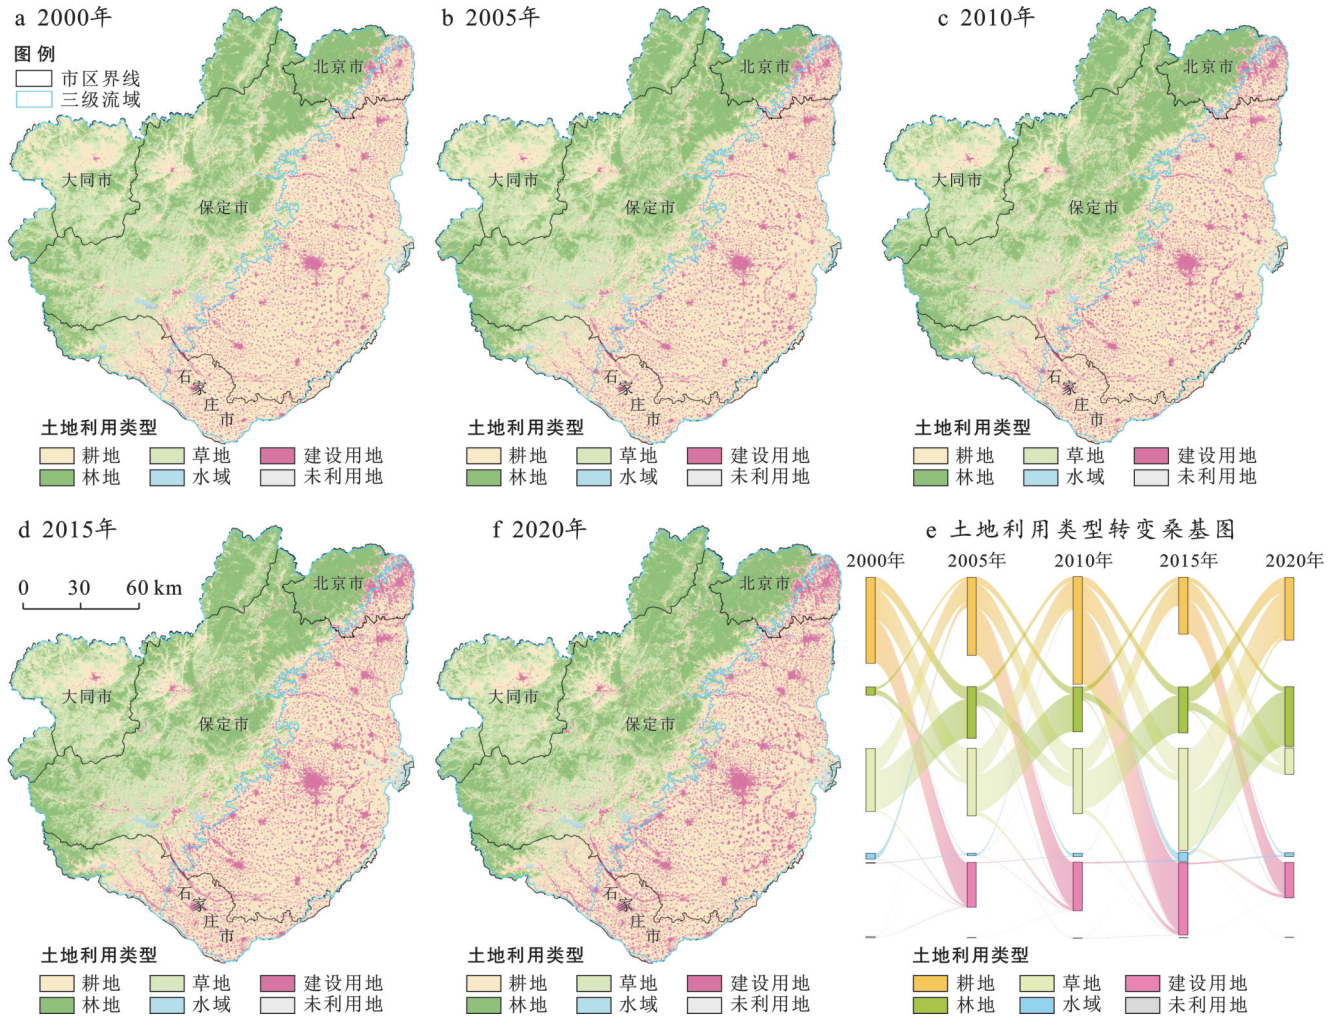 a 2000年
图 例
市区界线
三级流域
北京市
大同市
保定市
石家庄市
土地利用类型
耕地 草地 建设用地
林地 水域 未利用地
b 2005年
北京市
大同市
保定市
石家庄市
土地利用类型
耕地 草地 建设用地
林地 水域 未利用地
c 2010年
北京市
大同市
保定市
石家庄市
土地利用类型
耕地 草地 建设用地
林地 水域 未利用地
d 2015年
0 30 60 km
北京市
大同市
保定市
石家庄市
土地利用类型
耕地 草地 建设用地
林地 水域 未利用地
f 2020年
北京市
大同市
保定市
石家庄市
土地利用类型
耕地 草地 建设用地
林地 水域 未利用地
e 土地利用类型转变桑基图
2000年 2005年 2010年 2015年 2020年
土地利用类型
耕地 草地 建设用地
林地 水域 未利用地